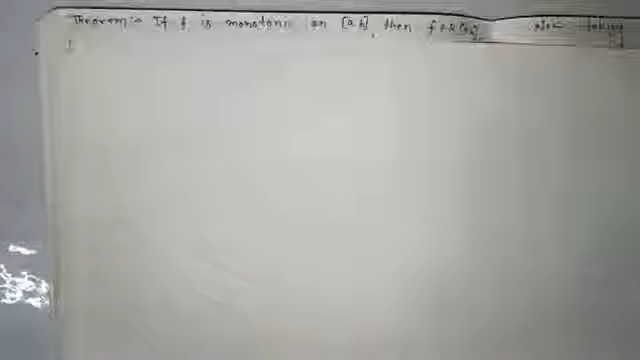 Theorem:- If f is monotonic on [a,b], then f ∈ R[a,b]